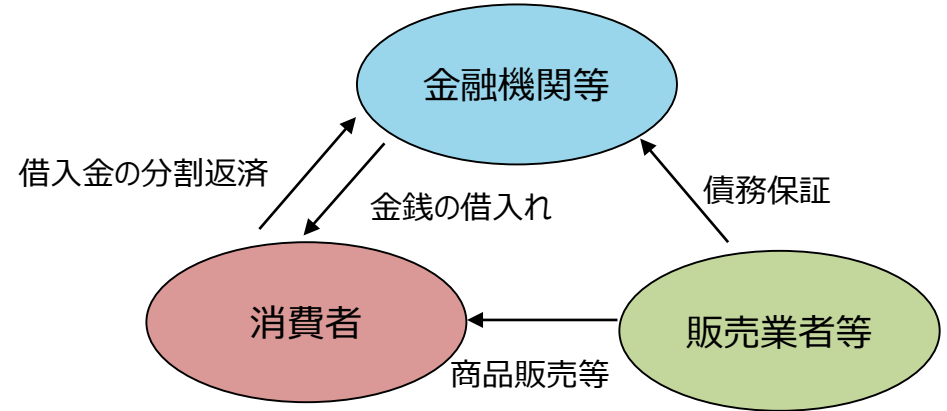 金融機関等
借入金の分割返済
債務保証
金銭の借入れ
消費者
販売業者等
商品販売等